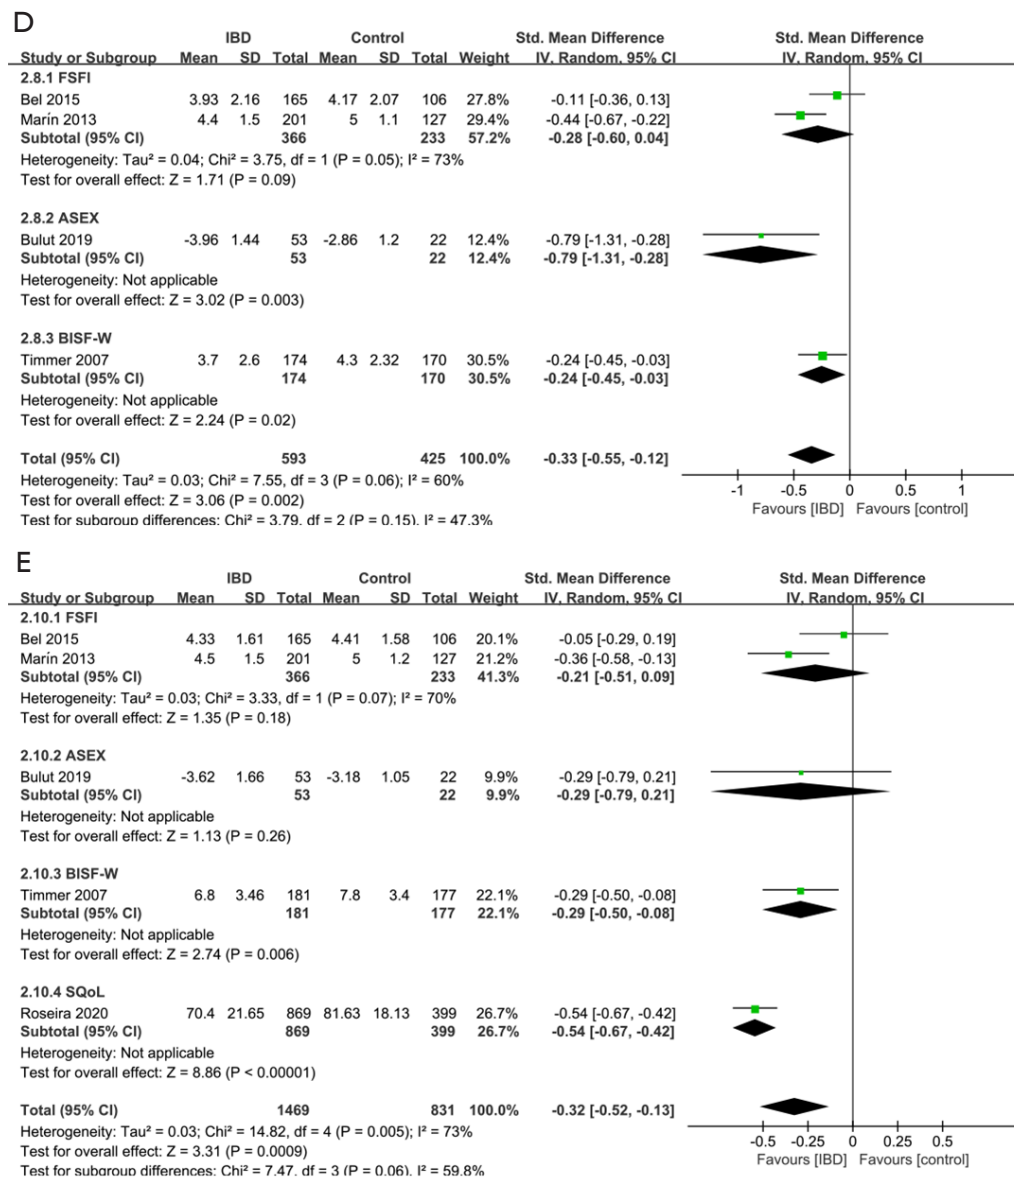 D
IBD Control Std. Mean Difference Std. Mean Difference
Study or Subgroup Mean SD Total Mean SD Total Weight IV, Random, 95% CI IV, Random, 95% CI
2.8.1 FSFI
Bel 2015 3.93 2.16 165 4.17 2.07 106 27.8% -0.11 [-0.36, 0.13]
Marín 2013 4.4 1.5 201 5 1.1 127 29.4% -0.44 [-0.67, -0.22]
Subtotal (95% CI) 366 233 57.2% -0.28 [-0.60, 0.04]
Heterogeneity: Tau² = 0.04; Chi² = 3.75, df = 1 (P = 0.05); I² = 73%
Test for overall effect: Z = 1.71 (P = 0.09)
2.8.2 ASEX
Bulut 2019 -3.96 1.44 53 -2.86 1.2 22 12.4% -0.79 [-1.31, -0.28]
Subtotal (95% CI) 53 22 12.4% -0.79 [-1.31, -0.28]
Heterogeneity: Not applicable
Test for overall effect: Z = 3.02 (P = 0.003)
2.8.3 BISF-W
Timmer 2007 3.7 2.6 174 4.3 2.32 170 30.5% -0.24 [-0.45, -0.03]
Subtotal (95% CI) 174 170 30.5% -0.24 [-0.45, -0.03]
Heterogeneity: Not applicable
Test for overall effect: Z = 2.24 (P = 0.02)
Total (95% CI) 593 425 100.0% -0.33 [-0.55, -0.12]
Heterogeneity: Tau² = 0.03; Chi² = 7.55, df = 3 (P = 0.06); I² = 60%
Test for overall effect: Z = 3.06 (P = 0.002)
Test for subgroup differences: Chi² = 3.79, df = 2 (P = 0.15), I² = 47.3%
-1 -0.5 0 0.5 1
Favours [IBD] Favours [control]
E
IBD Control Std. Mean Difference Std. Mean Difference
Study or Subgroup Mean SD Total Mean SD Total Weight IV, Random, 95% CI IV, Random, 95% CI
2.10.1 FSFI
Bel 2015 4.33 1.61 165 4.41 1.58 106 20.1% -0.05 [-0.29, 0.19]
Marín 2013 4.5 1.5 201 5 1.2 127 21.2% -0.36 [-0.58, -0.13]
Subtotal (95% CI) 366 233 41.3% -0.21 [-0.51, 0.09]
Heterogeneity: Tau² = 0.03; Chi² = 3.33, df = 1 (P = 0.07); I² = 70%
Test for overall effect: Z = 1.35 (P = 0.18)
2.10.2 ASEX
Bulut 2019 -3.62 1.66 53 -3.18 1.05 22 9.9% -0.29 [-0.79, 0.21]
Subtotal (95% CI) 53 22 9.9% -0.29 [-0.79, 0.21]
Heterogeneity: Not applicable
Test for overall effect: Z = 1.13 (P = 0.26)
2.10.3 BISF-W
Timmer 2007 6.8 3.46 181 7.8 3.4 177 22.1% -0.29 [-0.50, -0.08]
Subtotal (95% CI) 181 177 22.1% -0.29 [-0.50, -0.08]
Heterogeneity: Not applicable
Test for overall effect: Z = 2.74 (P = 0.006)
2.10.4 SQoL
Roseira 2020 70.4 21.65 869 81.63 18.13 399 26.7% -0.54 [-0.67, -0.42]
Subtotal (95% CI) 869 399 26.7% -0.54 [-0.67, -0.42]
Heterogeneity: Not applicable
Test for overall effect: Z = 8.86 (P < 0.00001)
Total (95% CI) 1469 831 100.0% -0.32 [-0.52, -0.13]
Heterogeneity: Tau² = 0.03; Chi² = 14.82, df = 4 (P = 0.005); I² = 73%
Test for overall effect: Z = 3.31 (P = 0.0009)
Test for subgroup differences: Chi² = 7.47, df = 3 (P = 0.06), I² = 59.8%
-0.5 -0.25 0 0.25 0.5
Favours [IBD] Favours [control]